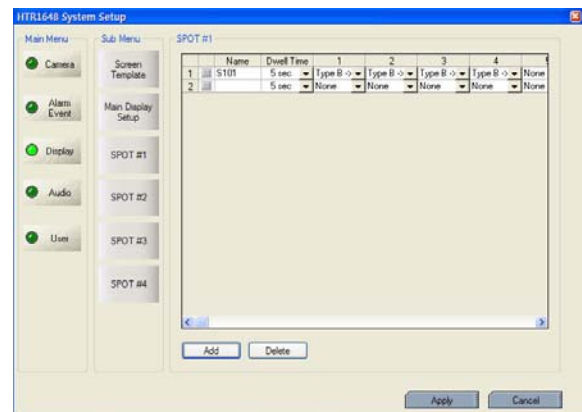 HTR1648 System Setup
Main Menu
Sub Menu
SPOT #1
Camera
Alarm
Event
Display
Audio
User
Screen
Template
Main Display
Setup
SPOT #1
SPOT #2
SPOT #3
SPOT #4
Name Dwell Time 1 2 3 4
1 S101 5 sec Type B -> Type B -> Type B -> Type B -> None
2 5 sec None None None None None
Add Delete
Apply Cancel